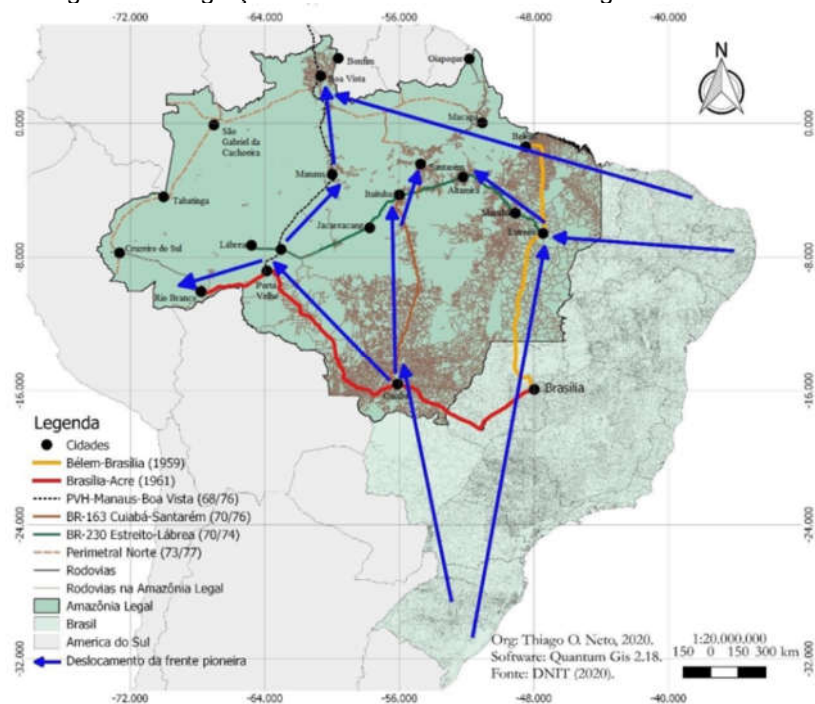 -72.000 -64.000 -56.000 -48.000 -40.000
N
Bonfim
Oiapoque
Boa Vista
Macapá
0.000 0.000
São
Gabriel da
Cachoeira
Belém
Manaus
Santarém
Tabatinga
Itaituba
Altamira
Marabá
Jacareacanga
Estreito
Cruzeiro do Sul
Lábrea
-8.000 -8.000
Porto
Velho
Rio Branco
Cuiabá
Brasília
-16.000 -16.000
Legenda
Cidades
Bélem-Brasília (1959)
Brasília-Acre (1961)
PVH-Manaus-Boa Vista (68/76)
BR-163 Cuiabá-Santarém (70/76)
BR-230 Estreito-Lábrea (70/74)
Perimetral Norte (73/77)
Rodovias
Rodovias na Amazônia Legal
Amazônia Legal
Brasil
America do Sul
Deslocamento da frente pioneira
-24.000 -24.000
Org: Thiago O. Neto, 2020.
Software: Quantum Gis 2.18.
Fonte: DNIT (2020).
1:20,000,000
150 0 150 300 km
-32.000 -32.000
-72.000 -64.000 -56.000 -48.000 -40.000